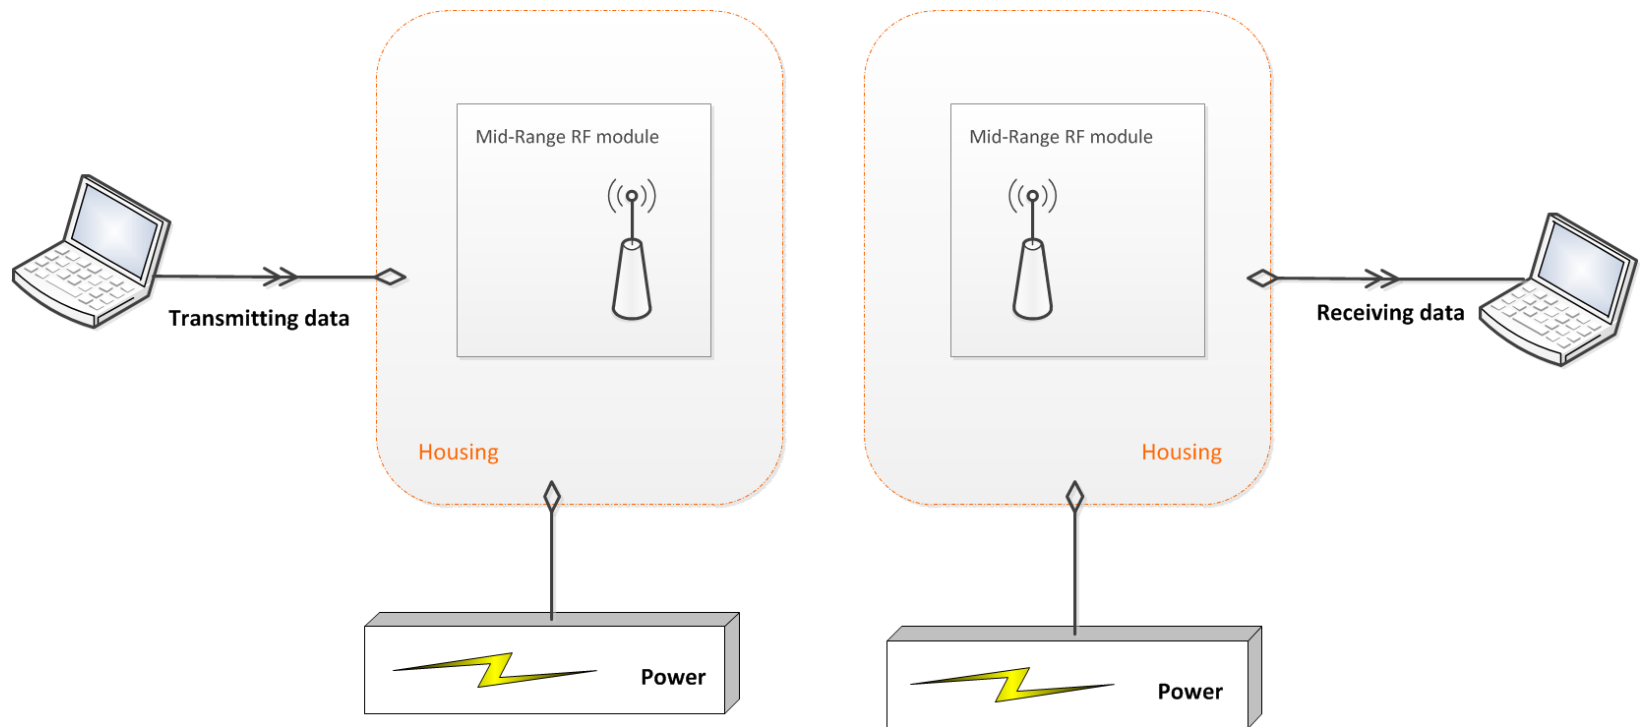 Mid-Range RF module
Mid-Range RF module
Transmitting data
Receiving data
Housing
Housing
Power
Power